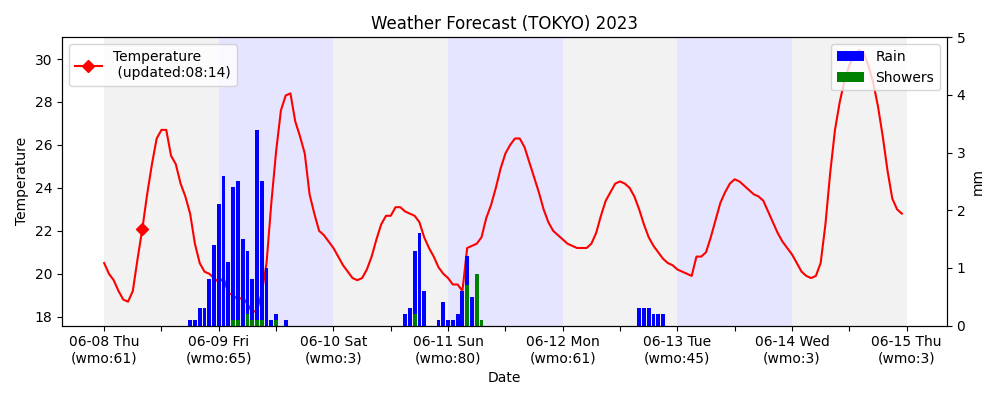 Weather Forecast (TOKYO) 2023
Temperature
(updated:08:14)
Rain
Showers
30
28
26
24
22
20
18
Temperature
5
4
3
2
1
0
mm
06-08 Thu
(wmo:61)
06-09 Fri
(wmo:65)
06-10 Sat
(wmo:3)
06-11 Sun
(wmo:80)
06-12 Mon
(wmo:61)
06-13 Tue
(wmo:45)
06-14 Wed
(wmo:3)
06-15 Thu
(wmo:3)
Date